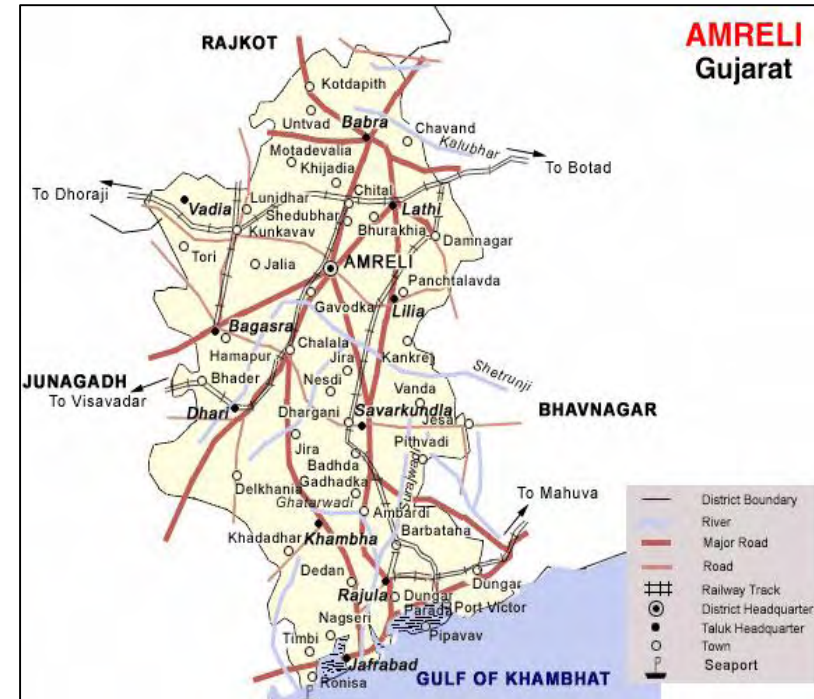 AMRELI
Gujarat
RAJKOT
Kotdapith
Untvad
Babra
Chavand
Kalubhar
Motadevalia
Khijadia
To Botad
To Dhoraji
Vadia
Lunidhar
Chital
Lathi
Shedubhar
Bhurakhia
Kunkavav
Damnagar
Tori
Jalia
AMRELI
Panchtalavda
Gavodka
Lilia
Bagasra
Hamapur
Chalala
Jira
Kankrej
Shetrunji
JUNAGADH
Bhader
Nesdi
To Visavadar
Vanda
Dhari
Dhargani
Savarkundla
Jesa
BHAVNAGAR
Jira
Pithvadi
Badhda
Surajwadi
Delkhania
Gadhadka
Ghatarwadi
To Mahuva
Ambardi
Khambha
Barbataha
Khadadhar
Dedan
Dungar
Rajula
Dungar
Parada
Port Victor
Nagseri
Pipavav
Timbi
Jafrabad
Ronisa
GULF OF KHAMBHAT
District Boundary
River
Major Road
Road
Railway Track
District Headquarter
Taluk Headquarter
Town
Seaport